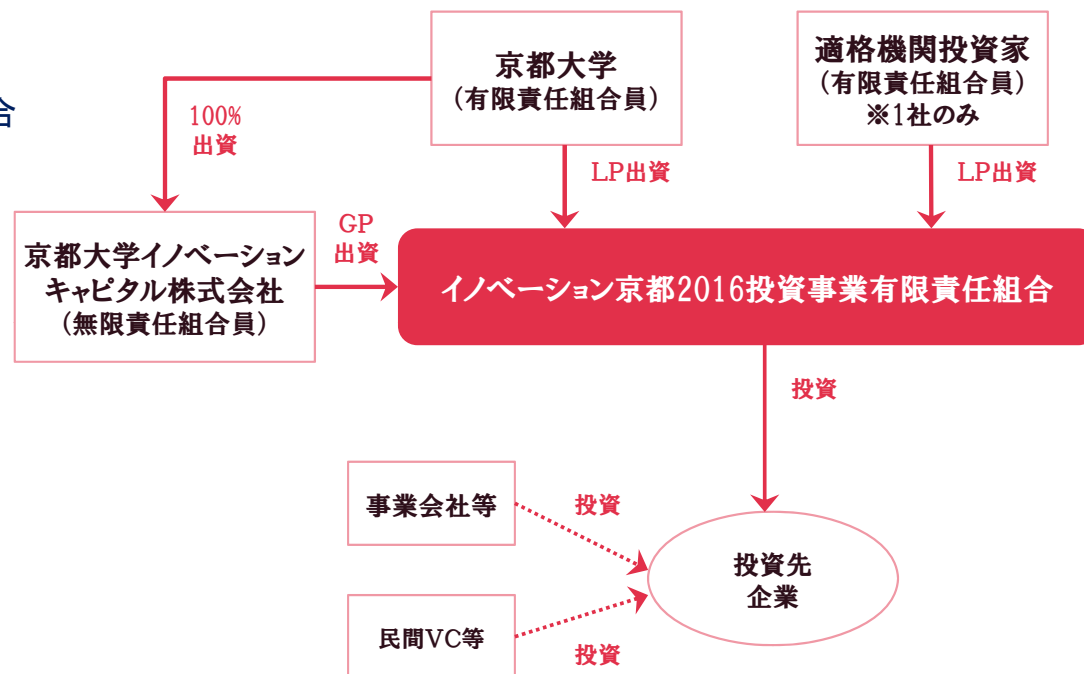 合
京都大学
(有限責任組合員)
適格機関投資家
(有限責任組合員)
※1社のみ
100%
出資
LP出資
LP出資
京都大学イノベーション
キャピタル株式会社
(無限責任組合員)
GP
出資
イノベーション京都2016投資事業有限責任組合
投資
事業会社等
投資
投資先
企業
民間VC等
投資